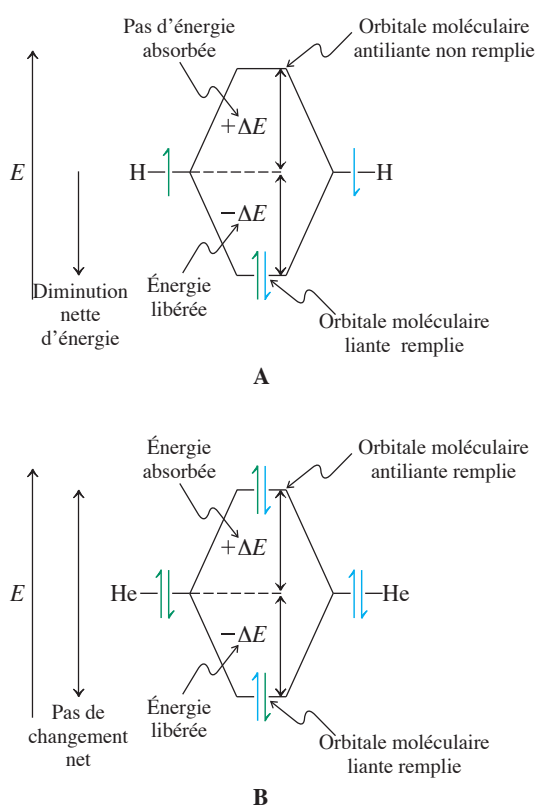 Pas d'énergie
absorbée
Orbitale moléculaire
antiliante non remplie
E
+ΔE
H
H
−ΔE
Énergie
libérée
Diminution
nette
d'énergie
Orbitale moléculaire
liante remplie
A
Énergie
absorbée
Orbitale moléculaire
antiliante remplie
E
+ΔE
He
He
−ΔE
Énergie
libérée
Pas de
changement
net
Orbitale moléculaire
liante remplie
B